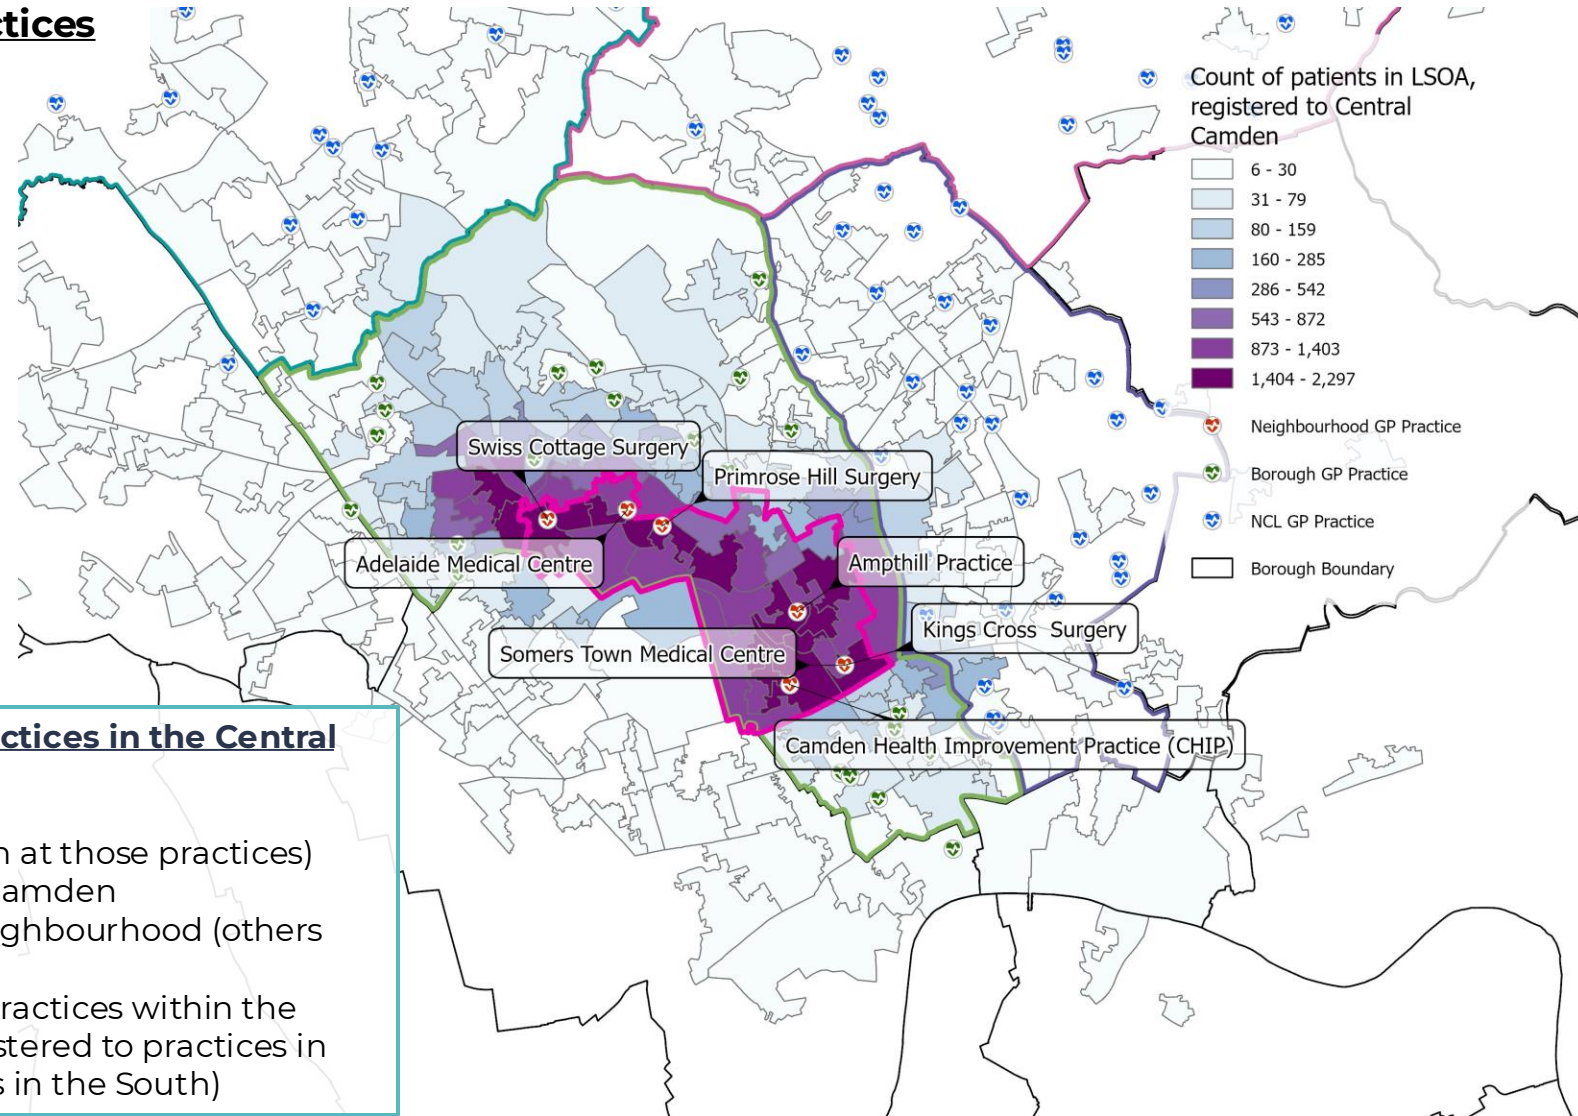 ctices
Count of patients in LSOA,
registered to Central
Camden
6 - 30
31 - 79
80 - 159
160 - 285
286 - 542
543 - 872
873 - 1,403
1,404 - 2,297
Neighbourhood GP Practice
Borough GP Practice
NCL GP Practice
Borough Boundary
Swiss Cottage Surgery
Primrose Hill Surgery
Adelaide Medical Centre
Ampthill Practice
Kings Cross Surgery
Somers Town Medical Centre
Camden Health Improvement Practice (CHIP)
ctices in the Central
n at those practices)
amden
ghbourhood (others
ractices within the
stered to practices in
s in the South)